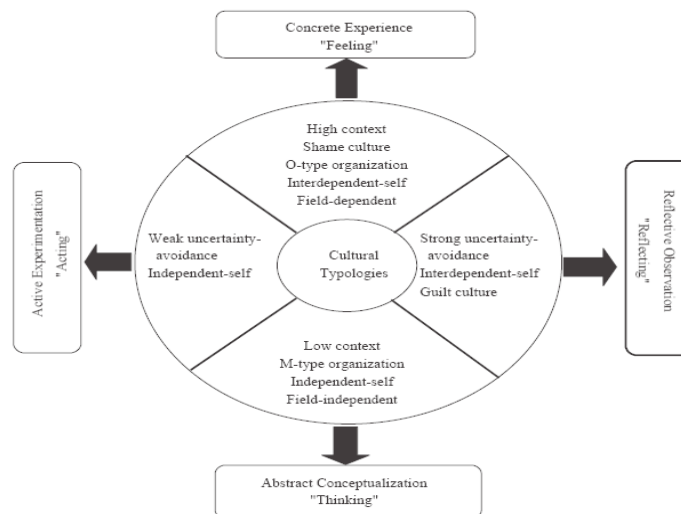 Concrete Experience
"Feeling"
High context
Shame culture
O-type organization
Interdependent-self
Field-dependent
Active Experimentation
"Acting"
Weak uncertainty-
avoidance
Independent-self
Cultural
Typologies
Strong uncertainty-
avoidance
Interdependent-self
Guilt culture
Reflective Observation
"Reflecting"
Low context
M-type organization
Independent-self
Field-independent
Abstract Conceptualization
"Thinking"